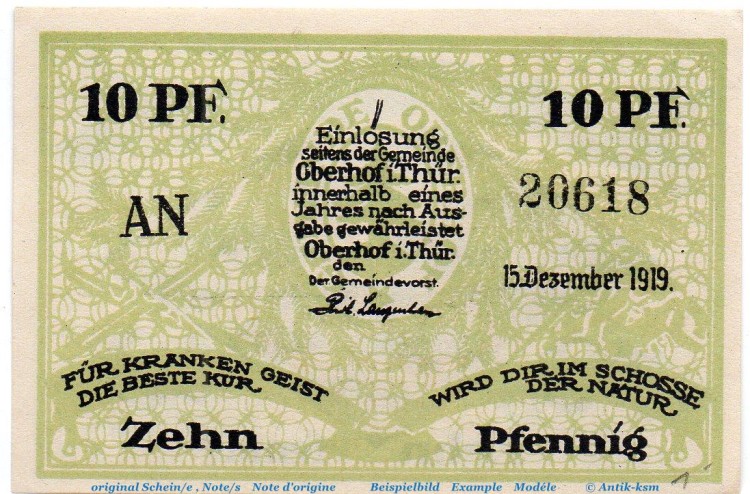 10 PF.
10 PF.
Einlösung
seitens der Gemeinde
Oberhof i. Thür.
innerhalb eines
Jahres nach Aus-
gabe gewährleistet
Oberhof i. Thür.
den
Der Gemeindevorst.
AN
20618
15. Dezember 1919.
FÜR KRANKEN GEIST
DIE BESTE KUR
WIRD DIR IM SCHOSSE
DER NATUR
Zehn
Pfennig
original Schein/e , Note/s Note d'origine Beispielbild Example Modéle © Antik-ksm